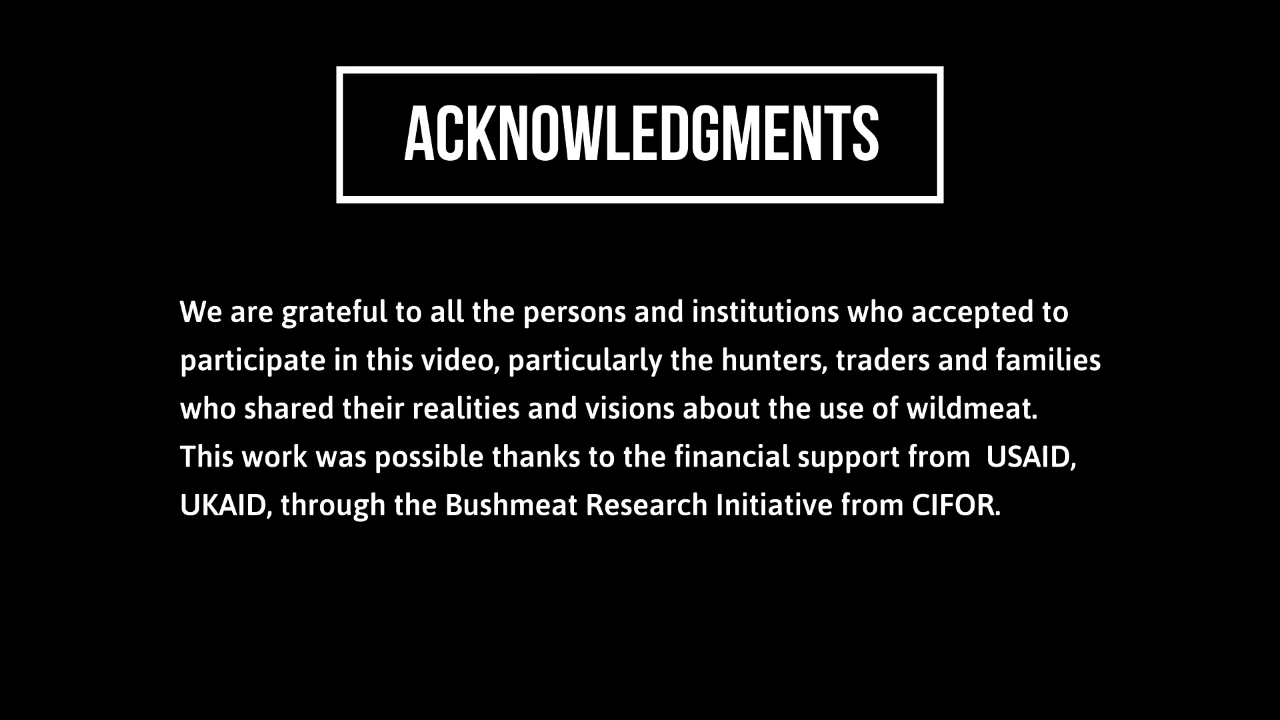 ACKNOWLEDGMENTS
We are grateful to all the persons and institutions who accepted to
participate in this video, particularly the hunters, traders and families
who shared their realities and visions about the use of wildmeat.
This work was possible thanks to the financial support from  USAID,
UKAID, through the Bushmeat Research Initiative from CIFOR.